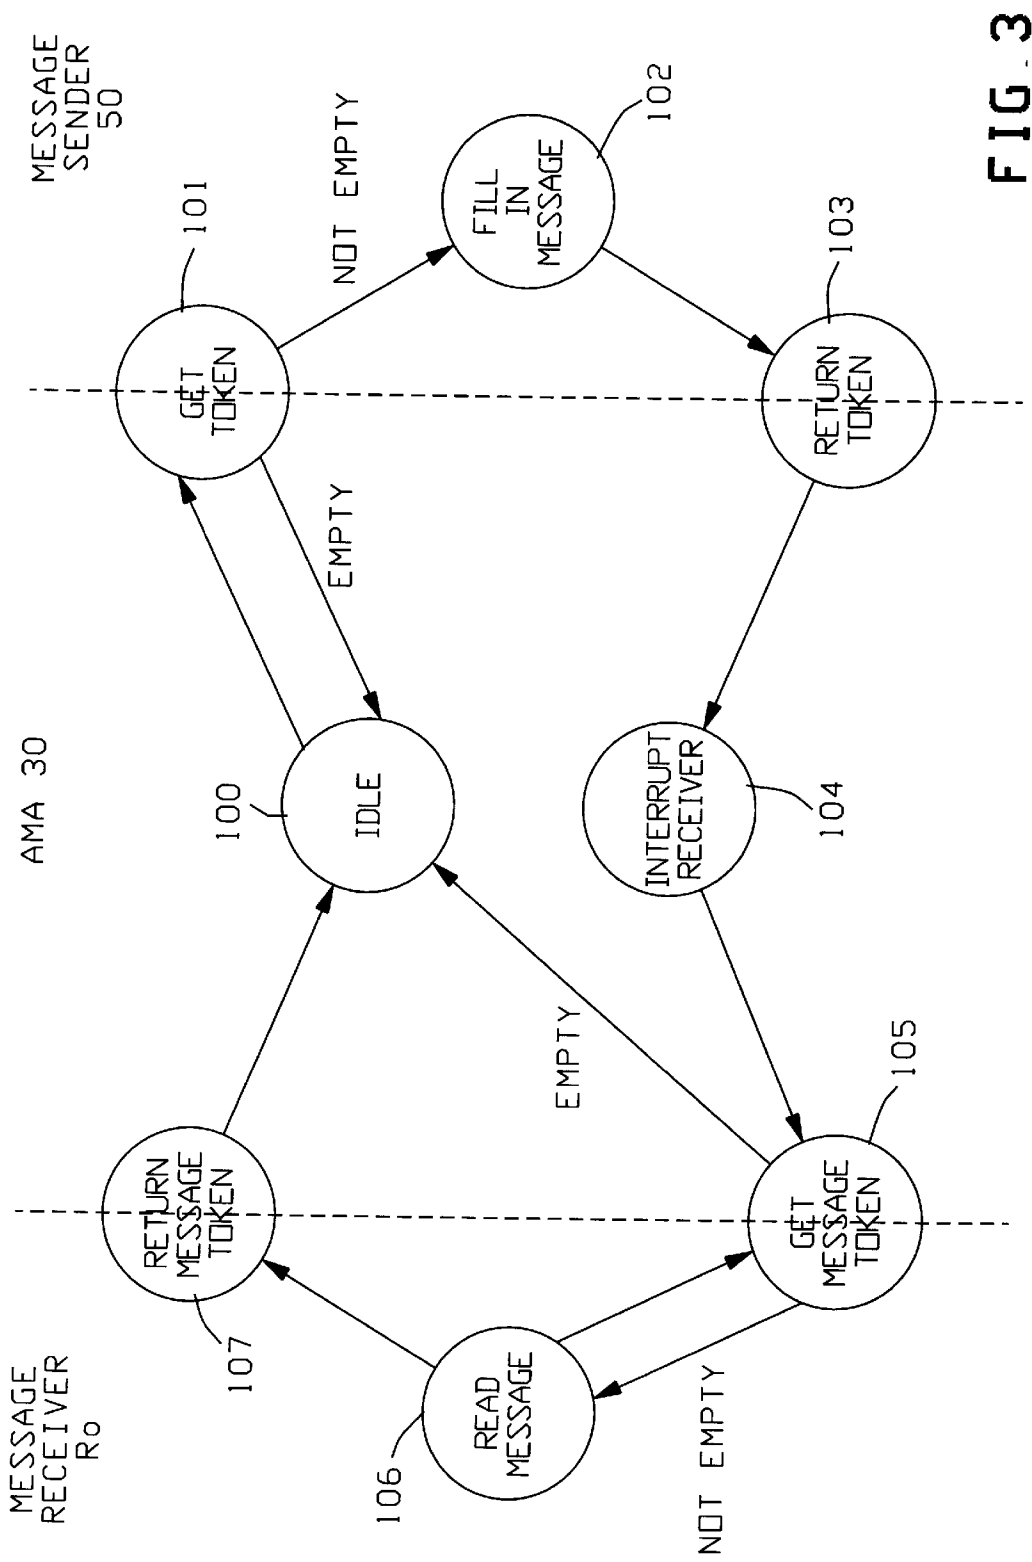 MESSAGE
RECEIVER
Ro
AMA 30
MESSAGE
SENDER
50
RETURN
MESSAGE
TOKEN
107
GET
TOKEN
101
100
IDLE
EMPTY
NOT EMPTY
READ
MESSAGE
106
FILL
IN
MESSAGE
102
EMPTY
INTERRUPT
RECEIVER
104
NOT EMPTY
GET
MESSAGE
TOKEN
105
RETURN
TOKEN
103
FIG. 3